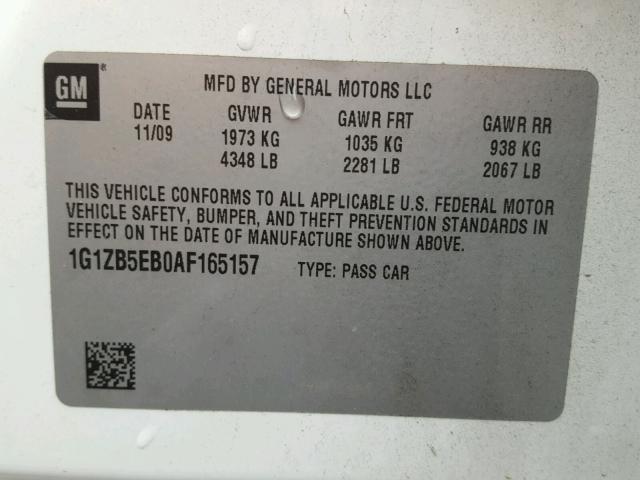 GM ®
MFD BY GENERAL MOTORS LLC
DATE GVWR GAWR FRT GAWR RR
11/09 1973 KG 1035 KG 938 KG
4348 LB 2281 LB 2067 LB
THIS VEHICLE CONFORMS TO ALL APPLICABLE U.S. FEDERAL MOTOR
VEHICLE SAFETY, BUMPER, AND THEFT PREVENTION STANDARDS IN
EFFECT ON THE DATE OF MANUFACTURE SHOWN ABOVE.
1G1ZB5EB0AF165157 TYPE: PASS CAR